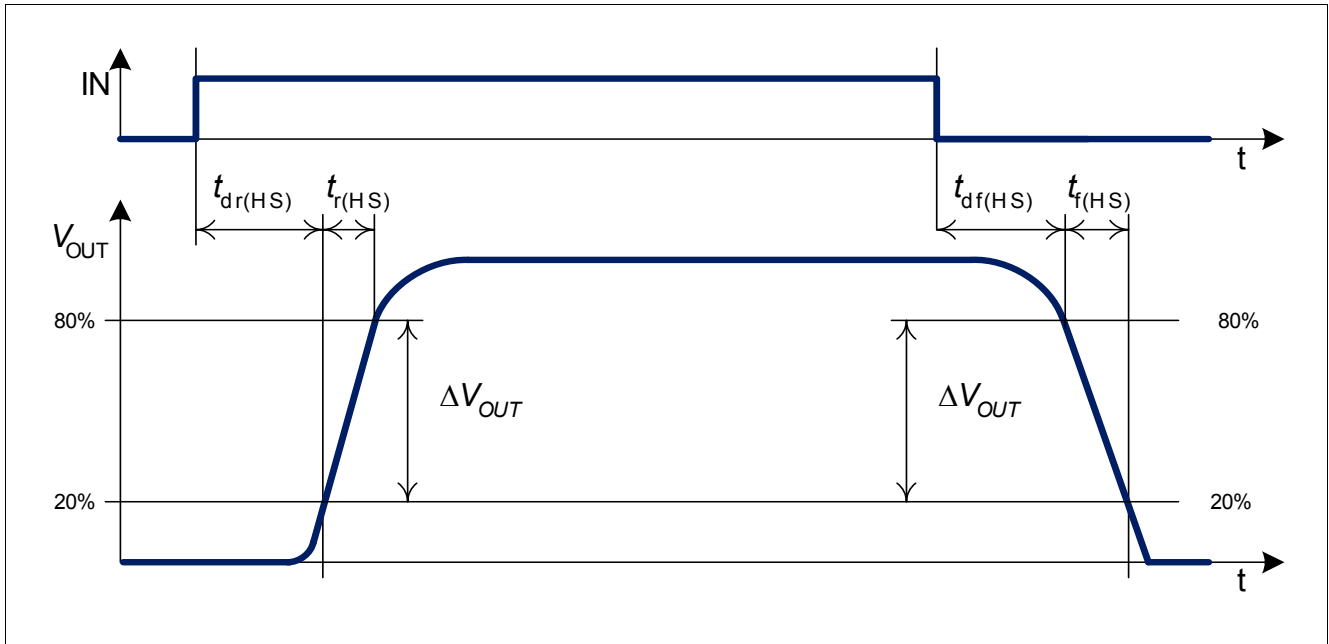 IN
t
tdr(HS) tr(HS) tdf(HS) tf(HS)
VOUT
80% 80%
ΔVOUT ΔVOUT
20% 20%
t